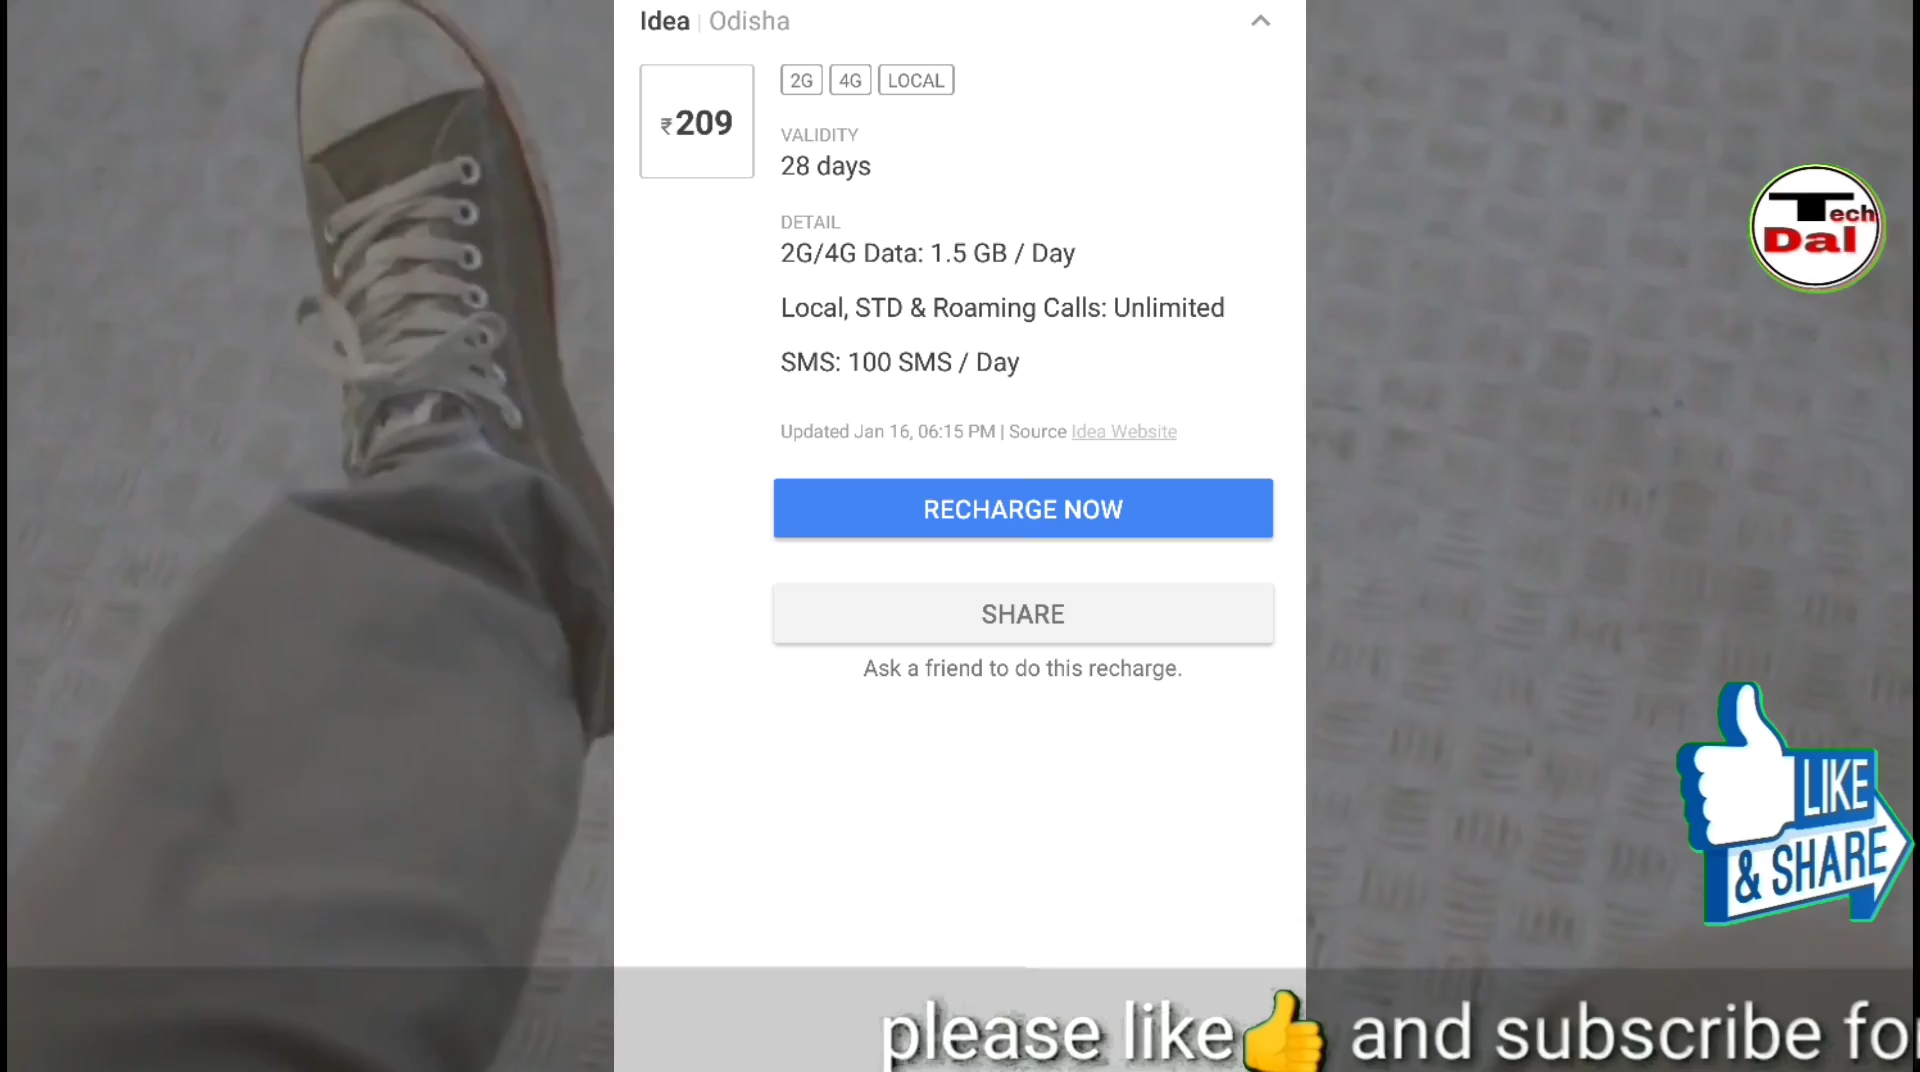 Idea | Odisha
₹209
2G 4G LOCAL
VALIDITY
28 days
DETAIL
2G/4G Data: 1.5 GB / Day
Local, STD & Roaming Calls: Unlimited
SMS: 100 SMS / Day
Updated Jan 16, 06:15 PM | Source Idea Website
RECHARGE NOW
SHARE
Ask a friend to do this recharge.
Tech
Dal
LIKE
& SHARE
please like👍 and subscribe for